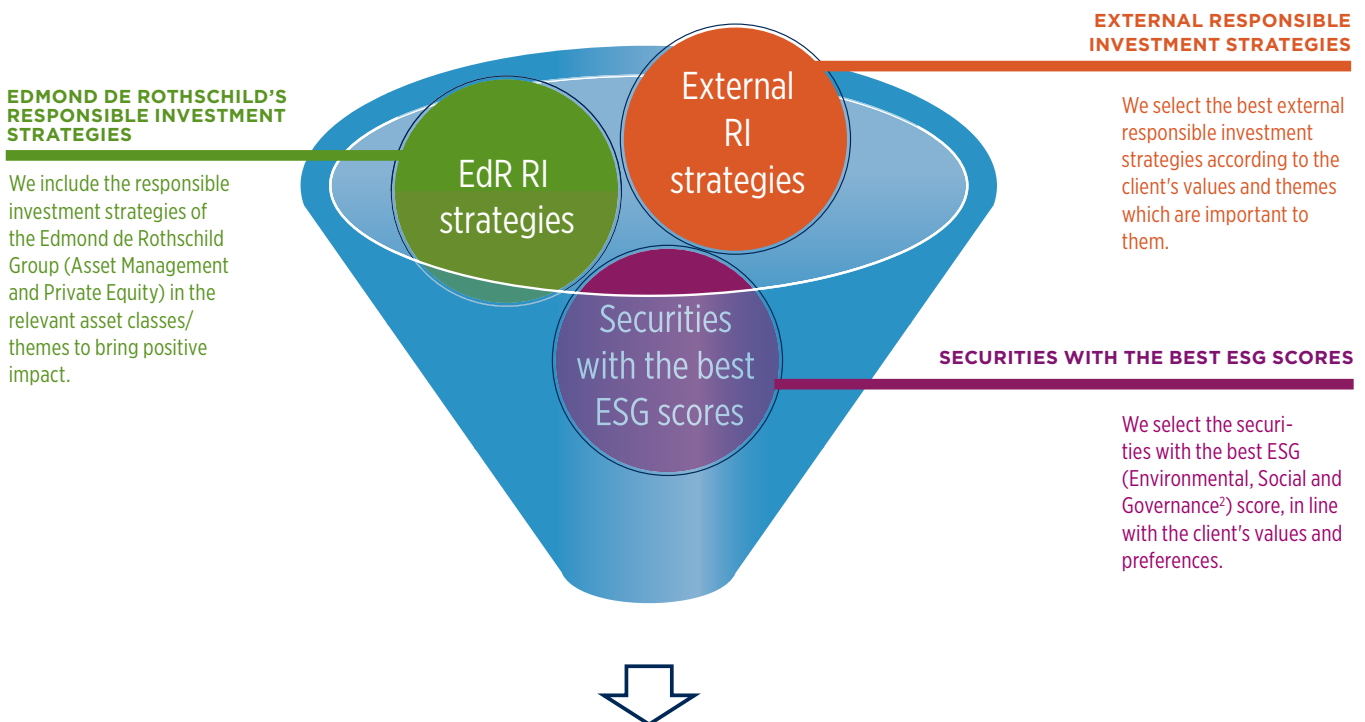 EXTERNAL RESPONSIBLE
INVESTMENT STRATEGIES
We select the best external
responsible investment
strategies according to the
client's values and themes
which are important to
them.
EDMOND DE ROTHSCHILD'S
RESPONSIBLE INVESTMENT
STRATEGIES
We include the responsible
investment strategies of
the Edmond de Rothschild
Group (Asset Management
and Private Equity) in the
relevant asset classes/
themes to bring positive
impact.
External
RI
strategies
EdR RI
strategies
Securities
with the best
ESG scores
SECURITIES WITH THE BEST ESG SCORES
We select the securi-
ties with the best ESG
(Environmental, Social and
Governance²) score, in line
with the client's values and
preferences.